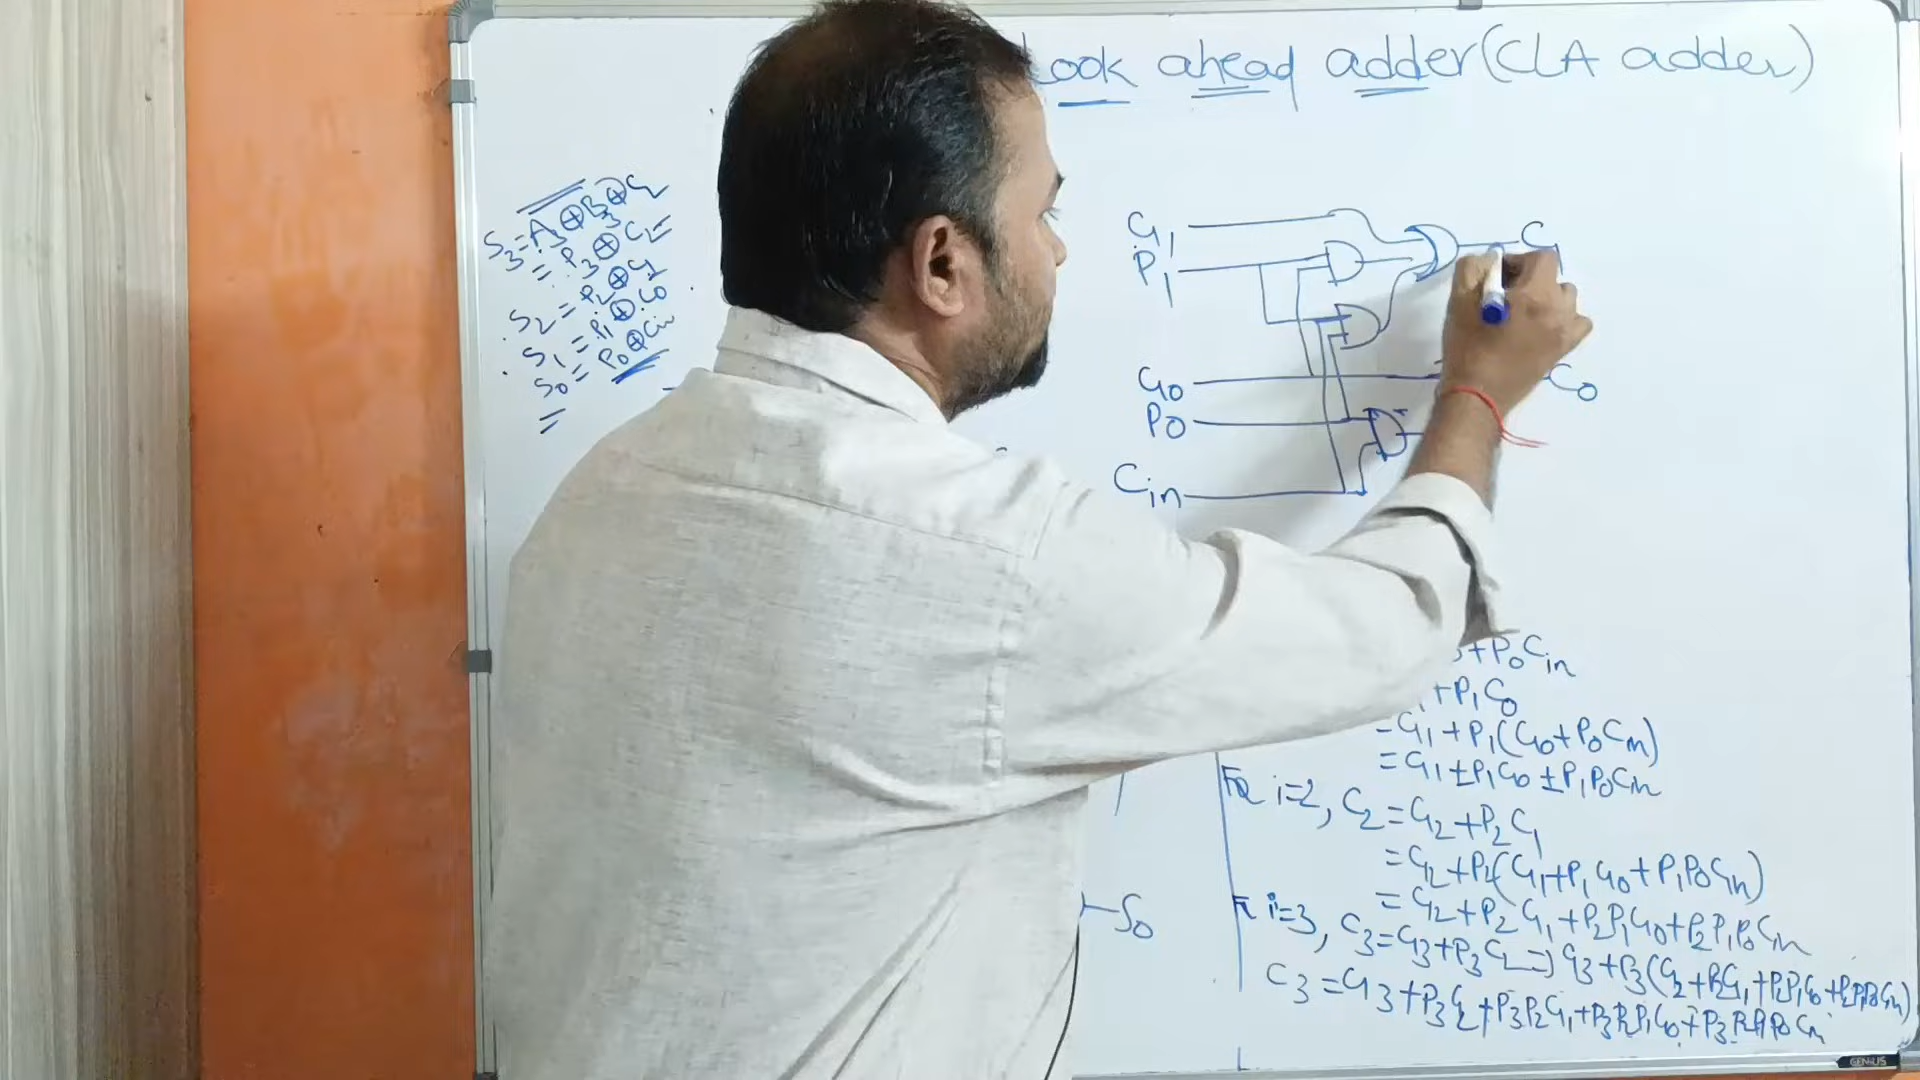 Look ahead adder (CLA adder)
S3 = A3⊕B3⊕C2
= P3⊕C2
S2 = P2⊕C1
S1 = P1⊕C0
S0 = P0⊕Cin
G1
P1
C1
G0
C0
P0
Cin
+P0Cin
+P1C0
= G1+P1(G0+P0Cin)
= G1+P1G0+P1P0Cin
i=2, C2 = G2+P2C1
= G2+P2(G1+P1G0+P1P0Cin)
= G2+P2G1+P2P1G0+P2P1P0Cin
S0
i=3, C3 = G3+P3C2 => G3+P3(G2+P2G1+P2P1G0+P2P1P0Cin)
C3 = G3+P3G2+P3P2G1+P3P2P1G0+P3P2P1P0Cin
GENIUS